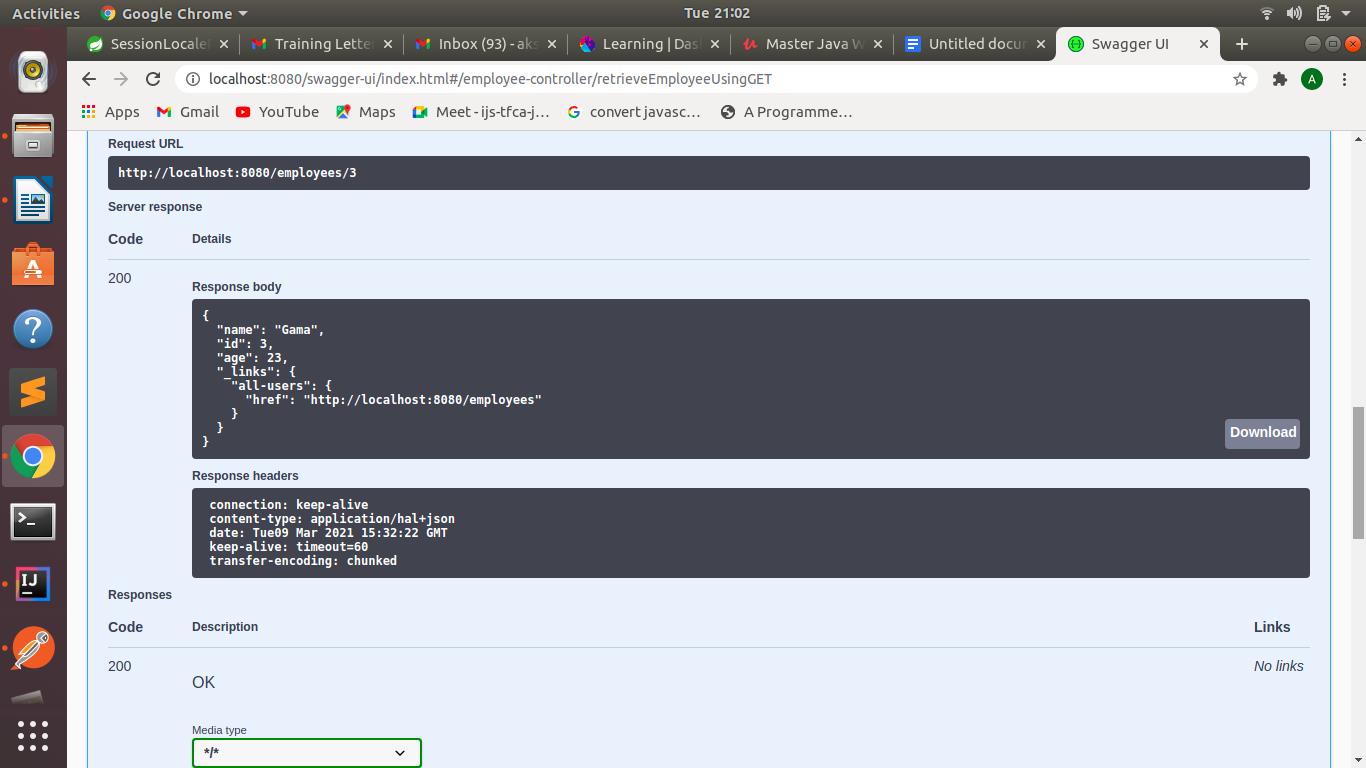 Activities Google Chrome Tue 21:02
SessionLocale Training Lette Inbox (93) - aks Learning | Das Master Java W Untitled docur Swagger UI
localhost:8080/swagger-ui/index.html#/employee-controller/retrieveEmployeeUsingGET A
Apps Gmail YouTube Maps Meet - ijs-tfca-j… convert javasc… A Programme…
Request URL
http://localhost:8080/employees/3
Server response
Code Details
200
Response body
{
"name": "Gama",
"id": 3,
"age": 23,
"_links": {
"all-users": {
"href": "http://localhost:8080/employees"
}
}
}
Download
Response headers
connection: keep-alive
content-type: application/hal+json
date: Tue09 Mar 2021 15:32:22 GMT
keep-alive: timeout=60
transfer-encoding: chunked
Responses
Code Description Links
200 No links
OK
Media type
*/*